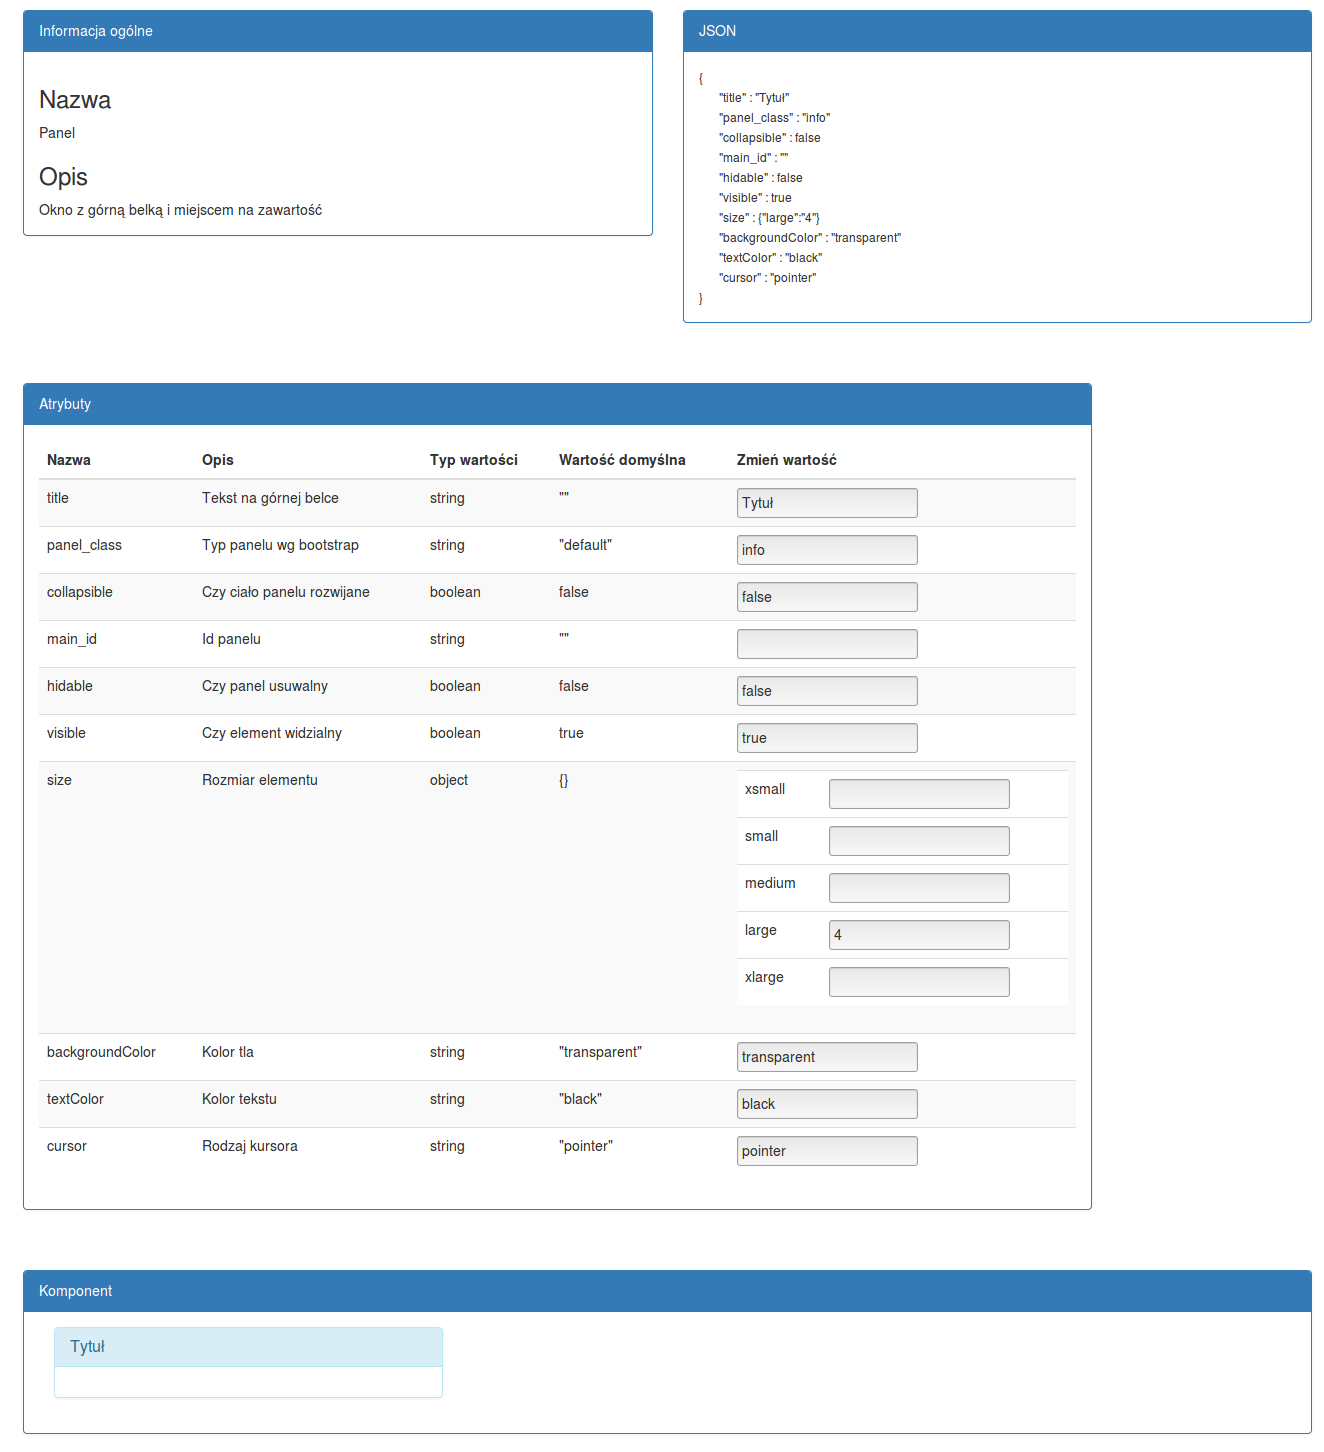 Informacja ogólne
Nazwa
Panel
Opis
Okno z górną belką i miejscem na zawartość
JSON
{
"title" : "Tytuł"
"panel_class" : "info"
"collapsible" : false
"main_id" : ""
"hidable" : false
"visible" : true
"size" : {"large":"4"}
"backgroundColor" : "transparent"
"textColor" : "black"
"cursor" : "pointer"
}
Atrybuty
Nazwa Opis Typ wartości Wartość domyślna Zmień wartość
title Tekst na górnej belce string "" Tytuł
panel_class Typ panelu wg bootstrap string "default" info
collapsible Czy ciało panelu rozwijane boolean false false
main_id Id panelu string ""
hidable Czy panel usuwalny boolean false false
visible Czy element widzialny boolean true true
size Rozmiar elementu object {}
xsmall
small
medium
large 4
xlarge
backgroundColor Kolor tla string "transparent" transparent
textColor Kolor tekstu string "black" black
cursor Rodzaj kursora string "pointer" pointer
Komponent
Tytuł